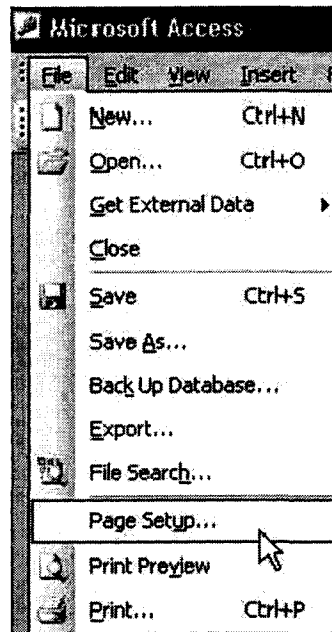 Microsoft Access
File Edit View Insert
New... Ctrl+N
Open... Ctrl+O
Get External Data
Close
Save Ctrl+S
Save As...
Back Up Database...
Export...
File Search...
Page Setup...
Print Preview
Print... Ctrl+P